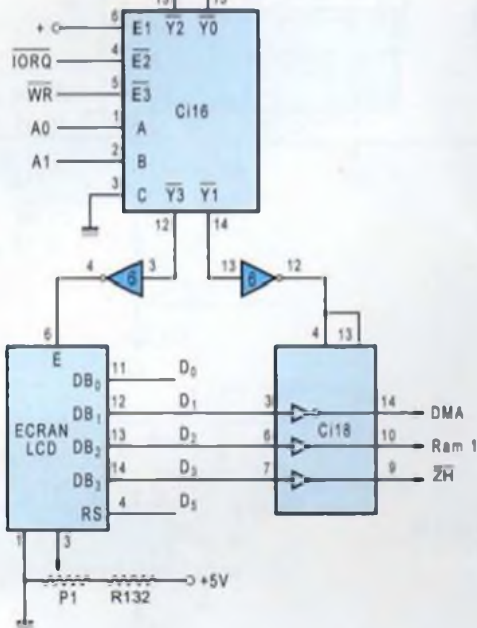 15 13
+ 6 E1 Y2 Y0
IORQ 4 E2
WR 5 E3
Ci16
A0 1 A
A1 2 B
3 C Y3 Y1
12 14
4 6 3 13 6 12
6 4 13
E
DB0 11 D0
DB1 12 D1 3 14 DMA
ECRAN
LCD
Ci18
DB2 13 D2 6 10 Ram 1
DB3 14 D3 7 9 ZH
RS 4 D5
1 3
+5V
P1 R132